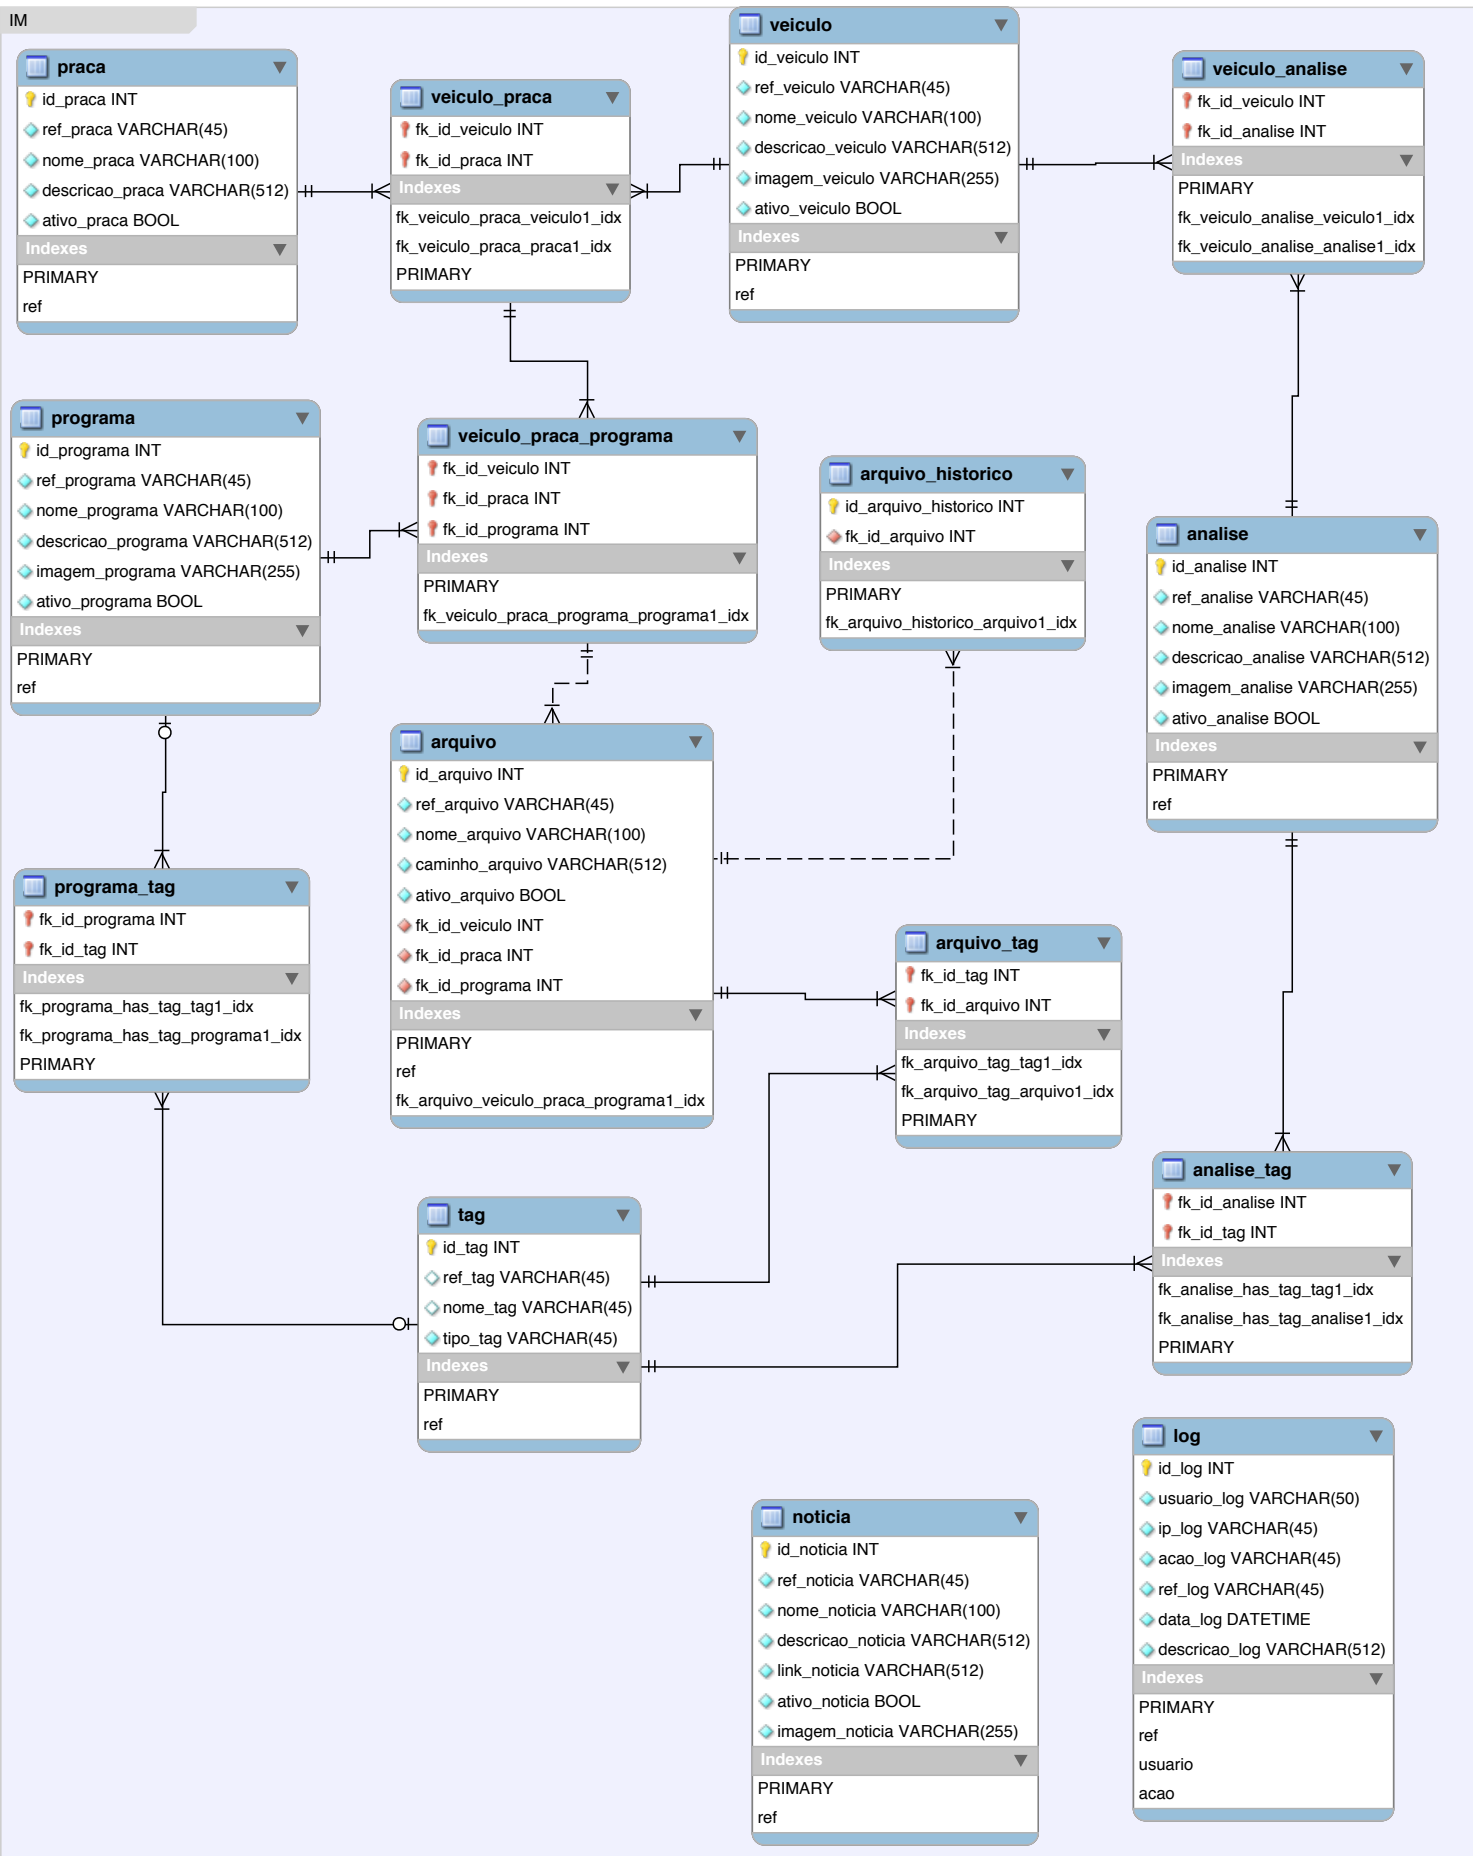 IM
praca
id_praca INT
ref_praca VARCHAR(45)
nome_praca VARCHAR(100)
descricao_praca VARCHAR(512)
ativo_praca BOOL
Indexes
PRIMARY
ref
veiculo_praca
fk_id_veiculo INT
fk_id_praca INT
Indexes
fk_veiculo_praca_veiculo1_idx
fk_veiculo_praca_praca1_idx
PRIMARY
veiculo
id_veiculo INT
ref_veiculo VARCHAR(45)
nome_veiculo VARCHAR(100)
descricao_veiculo VARCHAR(512)
imagem_veiculo VARCHAR(255)
ativo_veiculo BOOL
Indexes
PRIMARY
ref
veiculo_analise
fk_id_veiculo INT
fk_id_analise INT
Indexes
PRIMARY
fk_veiculo_analise_veiculo1_idx
fk_veiculo_analise_analise1_idx
programa
id_programa INT
ref_programa VARCHAR(45)
nome_programa VARCHAR(100)
descricao_programa VARCHAR(512)
imagem_programa VARCHAR(255)
ativo_programa BOOL
Indexes
PRIMARY
ref
veiculo_praca_programa
fk_id_veiculo INT
fk_id_praca INT
fk_id_programa INT
Indexes
PRIMARY
fk_veiculo_praca_programa_programa1_idx
arquivo_historico
id_arquivo_historico INT
fk_id_arquivo INT
Indexes
PRIMARY
fk_arquivo_historico_arquivo1_idx
analise
id_analise INT
ref_analise VARCHAR(45)
nome_analise VARCHAR(100)
descricao_analise VARCHAR(512)
imagem_analise VARCHAR(255)
ativo_analise BOOL
Indexes
PRIMARY
ref
arquivo
id_arquivo INT
ref_arquivo VARCHAR(45)
nome_arquivo VARCHAR(100)
caminho_arquivo VARCHAR(512)
ativo_arquivo BOOL
fk_id_veiculo INT
fk_id_praca INT
fk_id_programa INT
Indexes
PRIMARY
ref
fk_arquivo_veiculo_praca_programa1_idx
programa_tag
fk_id_programa INT
fk_id_tag INT
Indexes
fk_programa_has_tag_tag1_idx
fk_programa_has_tag_programa1_idx
PRIMARY
arquivo_tag
fk_id_tag INT
fk_id_arquivo INT
Indexes
fk_arquivo_tag_tag1_idx
fk_arquivo_tag_arquivo1_idx
PRIMARY
analise_tag
fk_id_analise INT
fk_id_tag INT
Indexes
fk_analise_has_tag_tag1_idx
fk_analise_has_tag_analise1_idx
PRIMARY
tag
id_tag INT
ref_tag VARCHAR(45)
nome_tag VARCHAR(45)
tipo_tag VARCHAR(45)
Indexes
PRIMARY
ref
noticia
id_noticia INT
ref_noticia VARCHAR(45)
nome_noticia VARCHAR(100)
descricao_noticia VARCHAR(512)
link_noticia VARCHAR(512)
ativo_noticia BOOL
imagem_noticia VARCHAR(255)
Indexes
PRIMARY
ref
log
id_log INT
usuario_log VARCHAR(50)
ip_log VARCHAR(45)
acao_log VARCHAR(45)
ref_log VARCHAR(45)
data_log DATETIME
descricao_log VARCHAR(512)
Indexes
PRIMARY
ref
usuario
acao